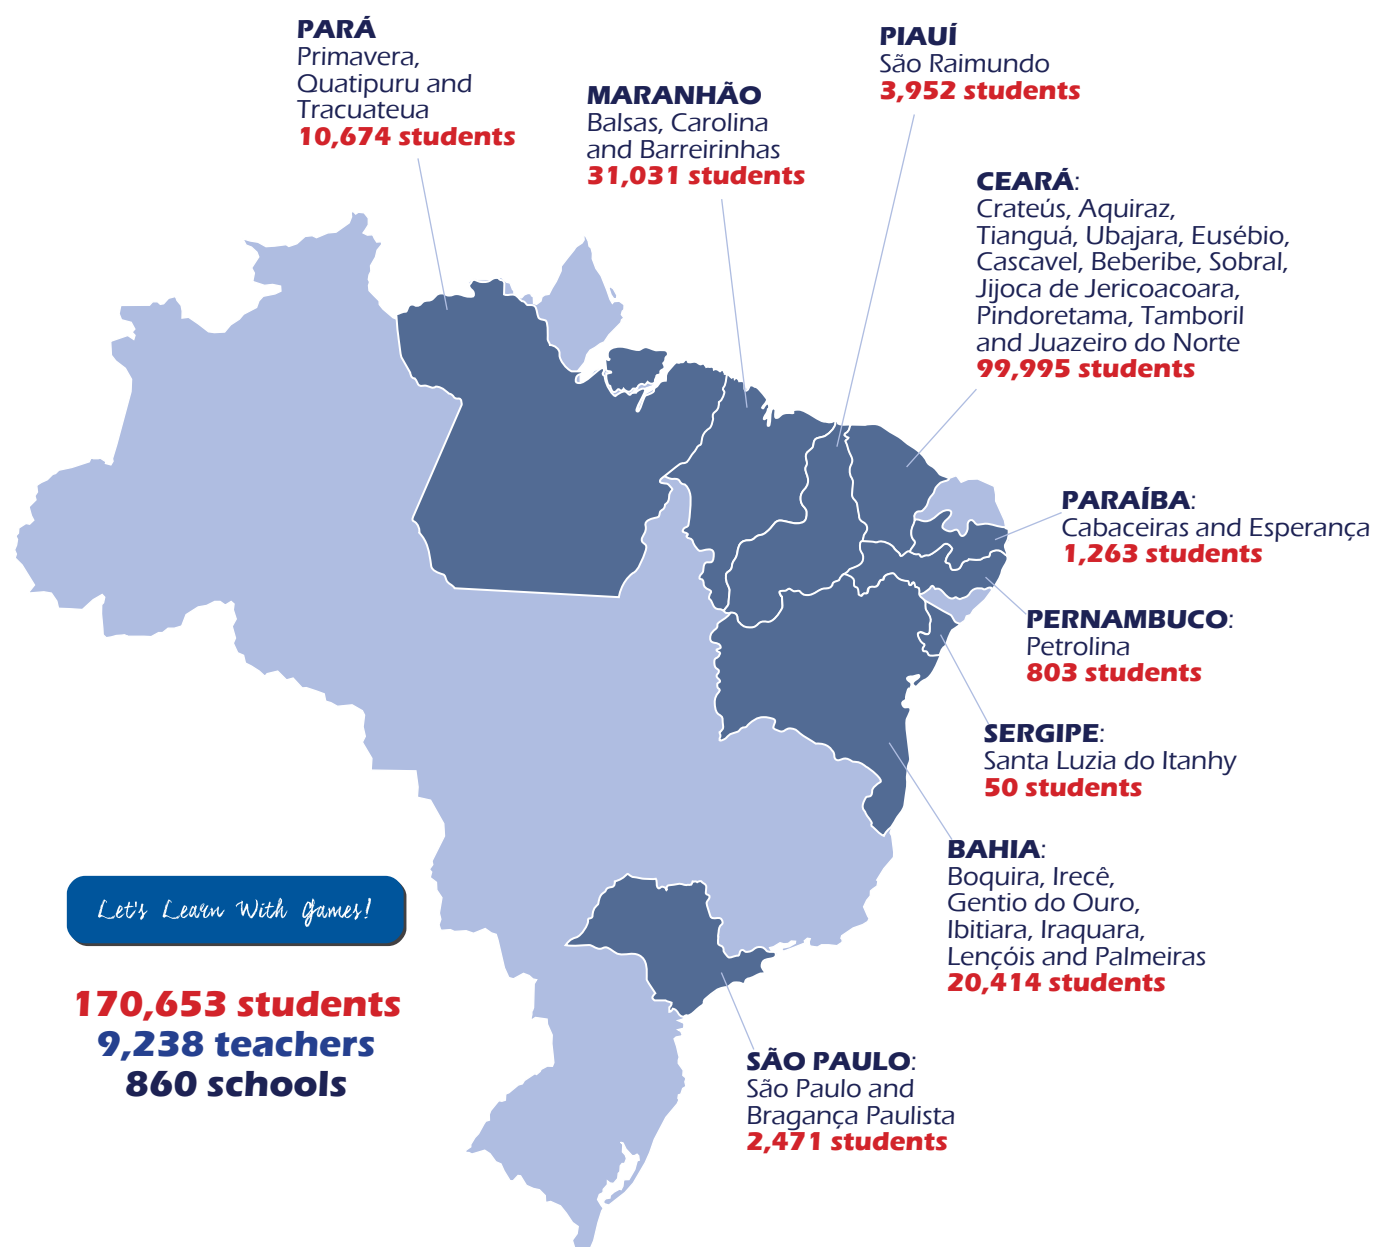 PARÁ
Primavera,
Quatipuru and
Tracuateua
10,674 students
MARANHÃO
Balsas, Carolina
and Barreirinhas
31,031 students
PIAUÍ
São Raimundo
3,952 students
CEARÁ:
Crateús, Aquiraz,
Tianguá, Ubajara, Eusébio,
Cascavel, Beberibe, Sobral,
Jijoca de Jericoacoara,
Pindoretama, Tamboril
and Juazeiro do Norte
99,995 students
PARAÍBA:
Cabaceiras and Esperança
1,263 students
PERNAMBUCO:
Petrolina
803 students
SERGIPE:
Santa Luzia do Itanhy
50 students
BAHIA:
Boquira, Irecê,
Gentio do Ouro,
Ibitiara, Iraquara,
Lençóis and Palmeiras
20,414 students
SÃO PAULO:
São Paulo and
Bragança Paulista
2,471 students
Let's Learn With Games!
170,653 students
9,238 teachers
860 schools